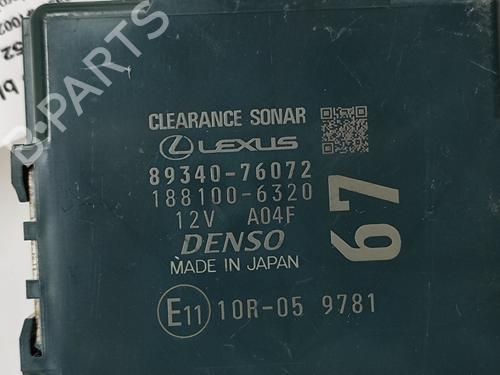 CLEARANCE SONAR
LEXUS
89340-76072
188100-6320
12V A04F
DENSO
MADE IN JAPAN
E11 10R-05 9781
67
B-PARTS